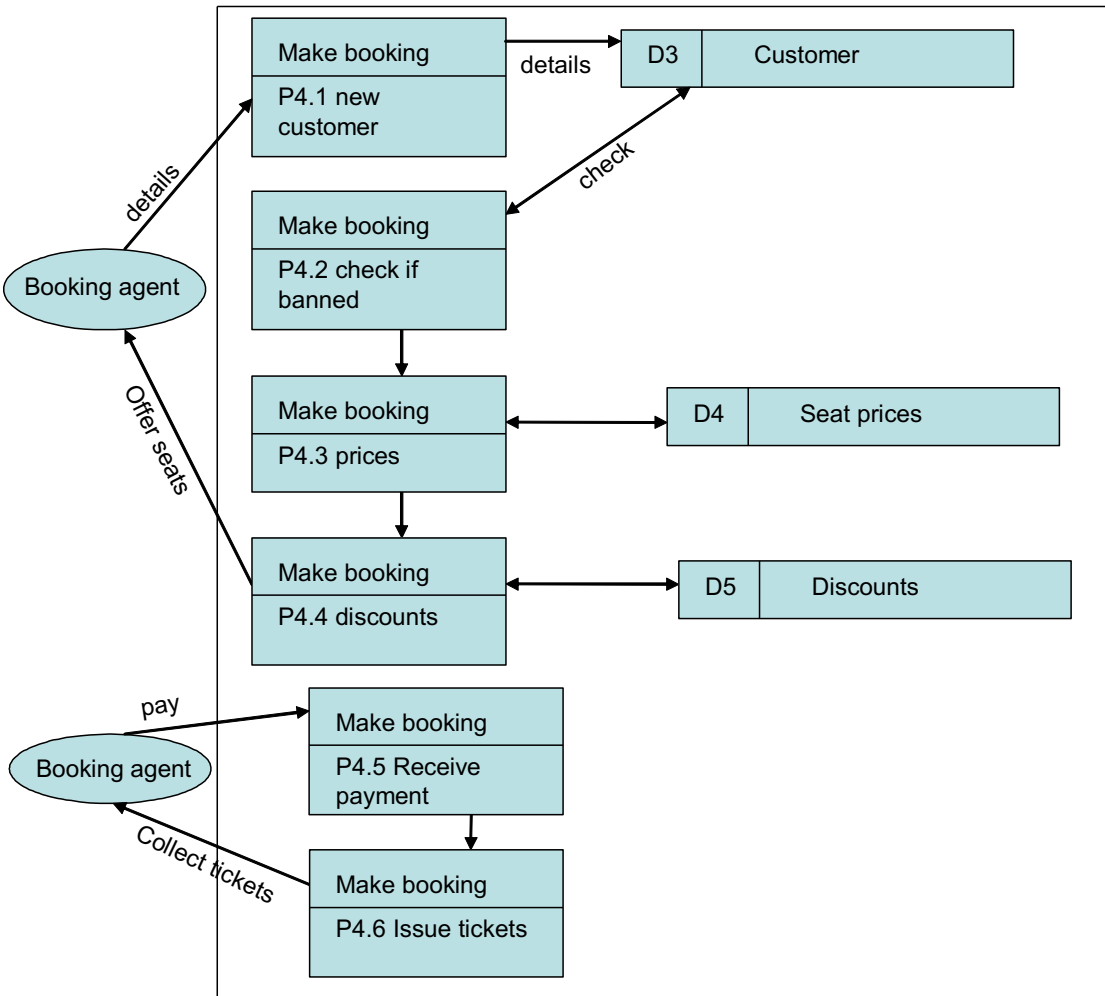 Make booking
P4.1 new
customer
details
D3
Customer
details
check
Make booking
P4.2 check if
banned
Booking agent
Offer seats
Make booking
P4.3 prices
D4
Seat prices
Make booking
P4.4 discounts
D5
Discounts
pay
Make booking
P4.5 Receive
payment
Booking agent
Collect tickets
Make booking
P4.6 Issue tickets